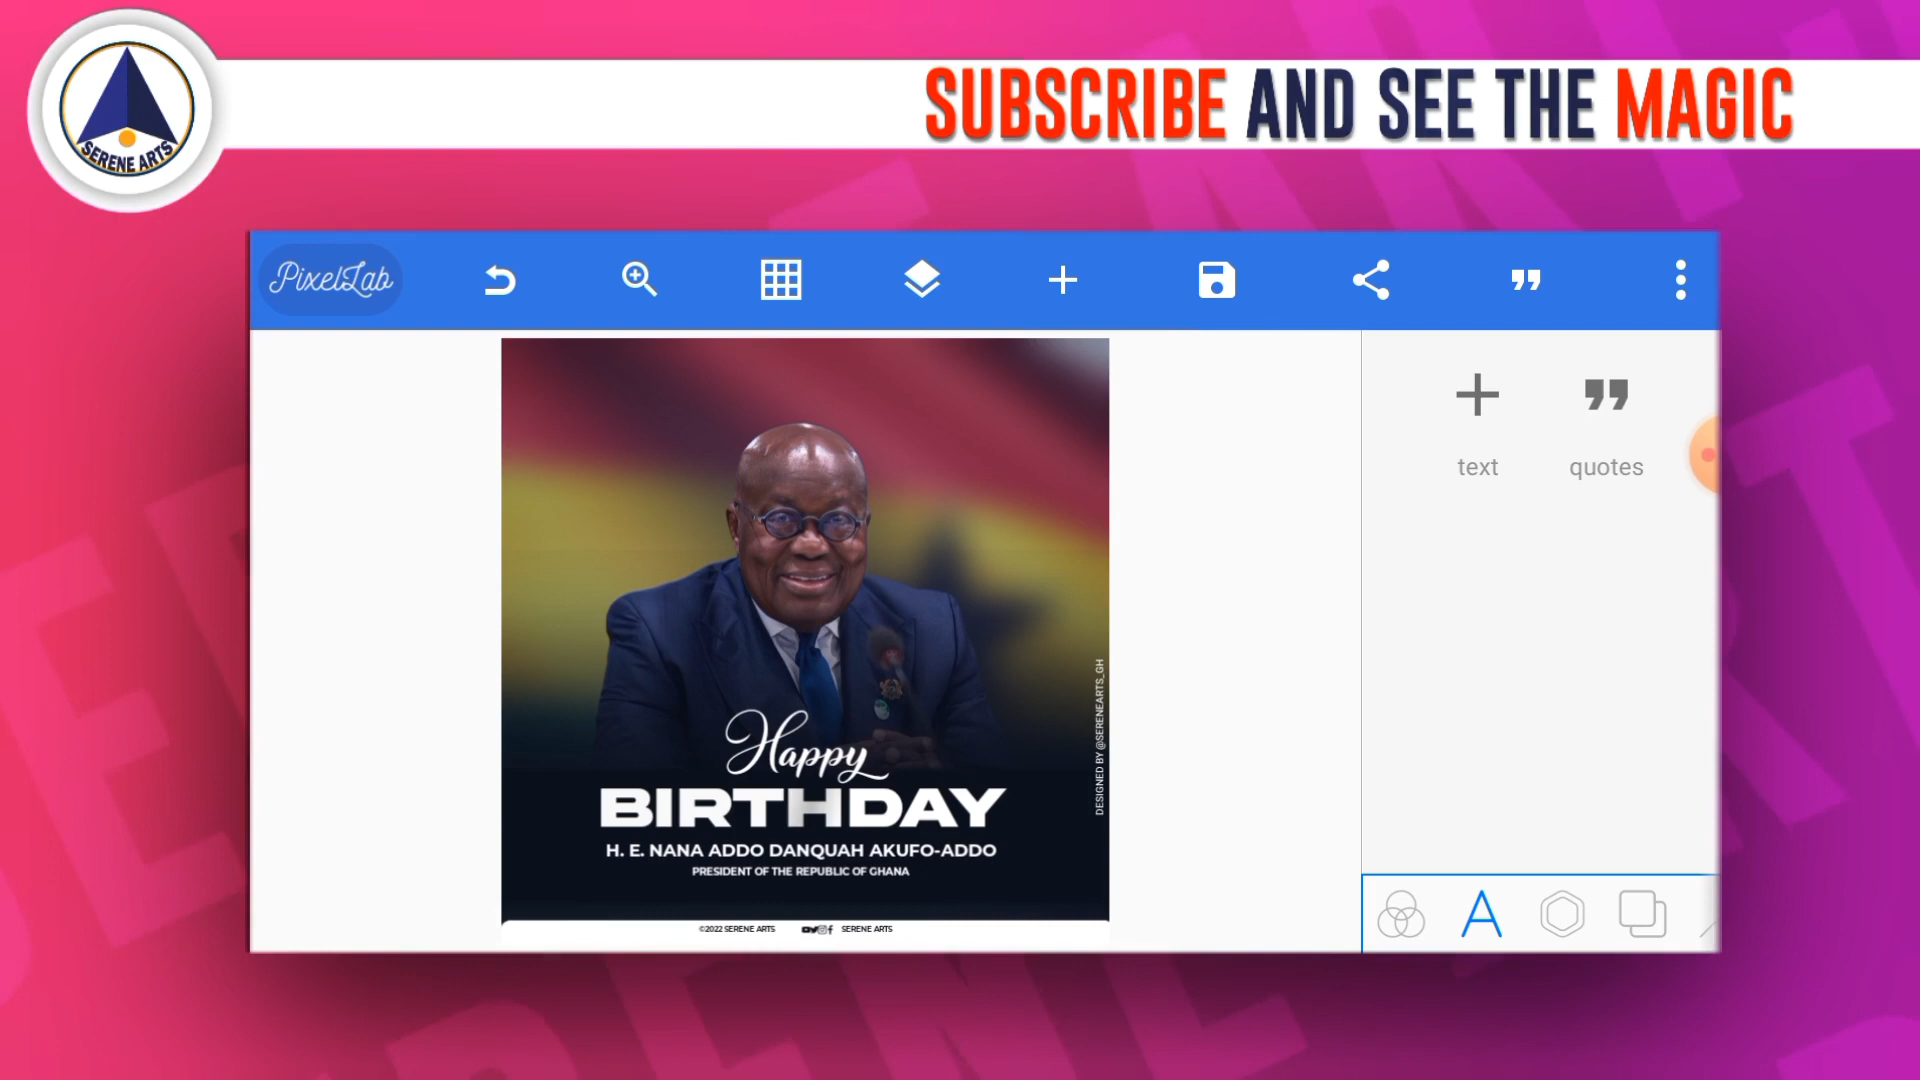 SUBSCRIBE AND SEE THE MAGIC
SERENE ARTS
PixelLab
text
quotes
DESIGNED BY @SERENEARTS_GH
Happy
BIRTHDAY
H. E. NANA ADDO DANQUAH AKUFO-ADDO
PRESIDENT OF THE REPUBLIC OF GHANA
©2022 SERENE ARTS
SERENE ARTS